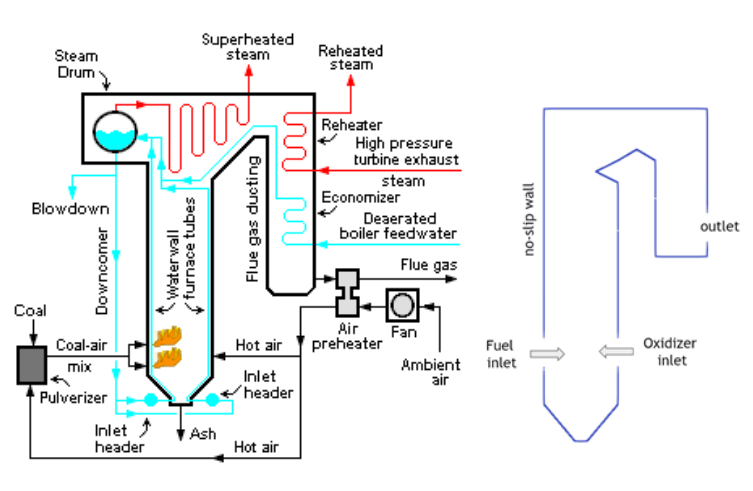 Superheated
steam
Reheated
steam
Steam
Drum
Reheater
High pressure
turbine exhaust
steam
Economizer
Deaerated
boiler feedwater
Blowdown
Downcomer
Waterwall
furnace tubes
Flue gas ducting
Flue gas
Coal
Coal-air
mix
Hot air
Air
preheater
Fan
Ambient
air
Pulverizer
Inlet
header
Inlet
header
Ash
Hot air
no-slip wall
outlet
Fuel
inlet
Oxidizer
inlet